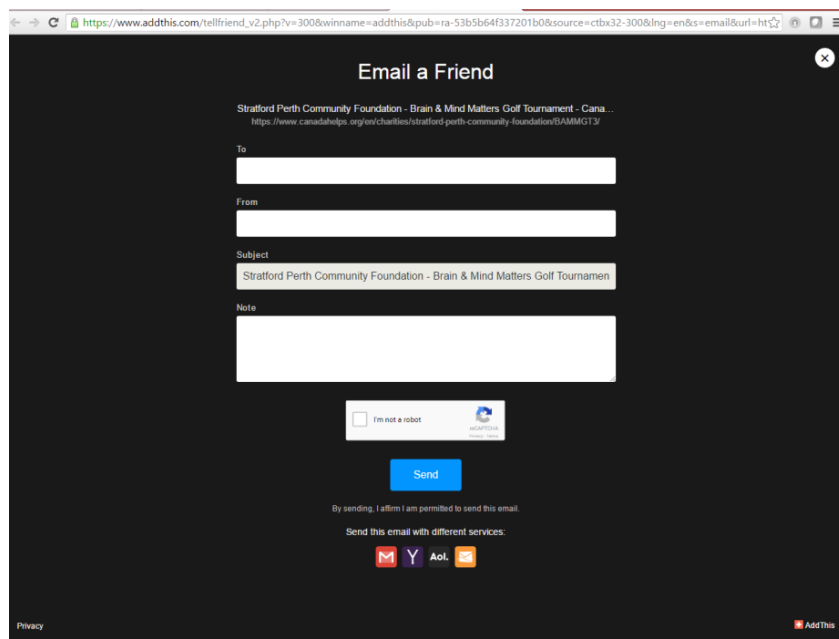 https://www.addthis.com/tellfriend_v2.php?v=300&winname=addthis&pub=ra-53b5b64f337201b0&source=ctbx32-300&lng=en&s=email&url=ht
Email a Friend
Stratford Perth Community Foundation - Brain & Mind Matters Golf Tournament - Cana...
https://www.canadahelps.org/en/charities/stratford-perth-community-foundation/BAMMGT3/
To
From
Subject
Stratford Perth Community Foundation - Brain & Mind Matters Golf Tournamen
Note
I'm not a robot
reCAPTCHA
Privacy - Terms
Send
By sending, I affirm I am permitted to send this email.
Send this email with different services:
M Y Aol.
Privacy
AddThis